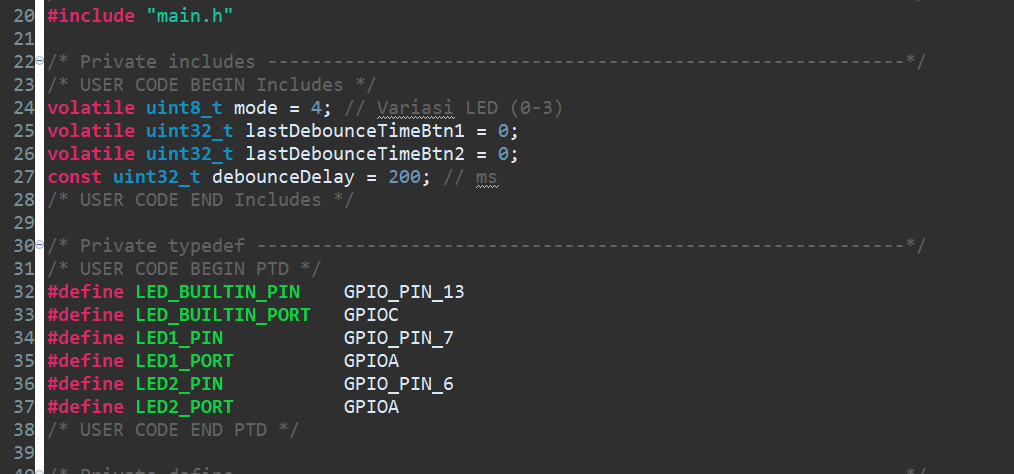 20 #include "main.h"
21
22 /* Private includes ----------------------------------------------------------*/
23 /* USER CODE BEGIN Includes */
24 volatile uint8_t mode = 4; // Variasi LED (0-3)
25 volatile uint32_t lastDebounceTimeBtn1 = 0;
26 volatile uint32_t lastDebounceTimeBtn2 = 0;
27 const uint32_t debounceDelay = 200; // ms
28 /* USER CODE END Includes */
29
30 /* Private typedef -----------------------------------------------------------*/
31 /* USER CODE BEGIN PTD */
32 #define LED_BUILTIN_PIN    GPIO_PIN_13
33 #define LED_BUILTIN_PORT   GPIOC
34 #define LED1_PIN           GPIO_PIN_7
35 #define LED1_PORT          GPIOA
36 #define LED2_PIN           GPIO_PIN_6
37 #define LED2_PORT          GPIOA
38 /* USER CODE END PTD */
39